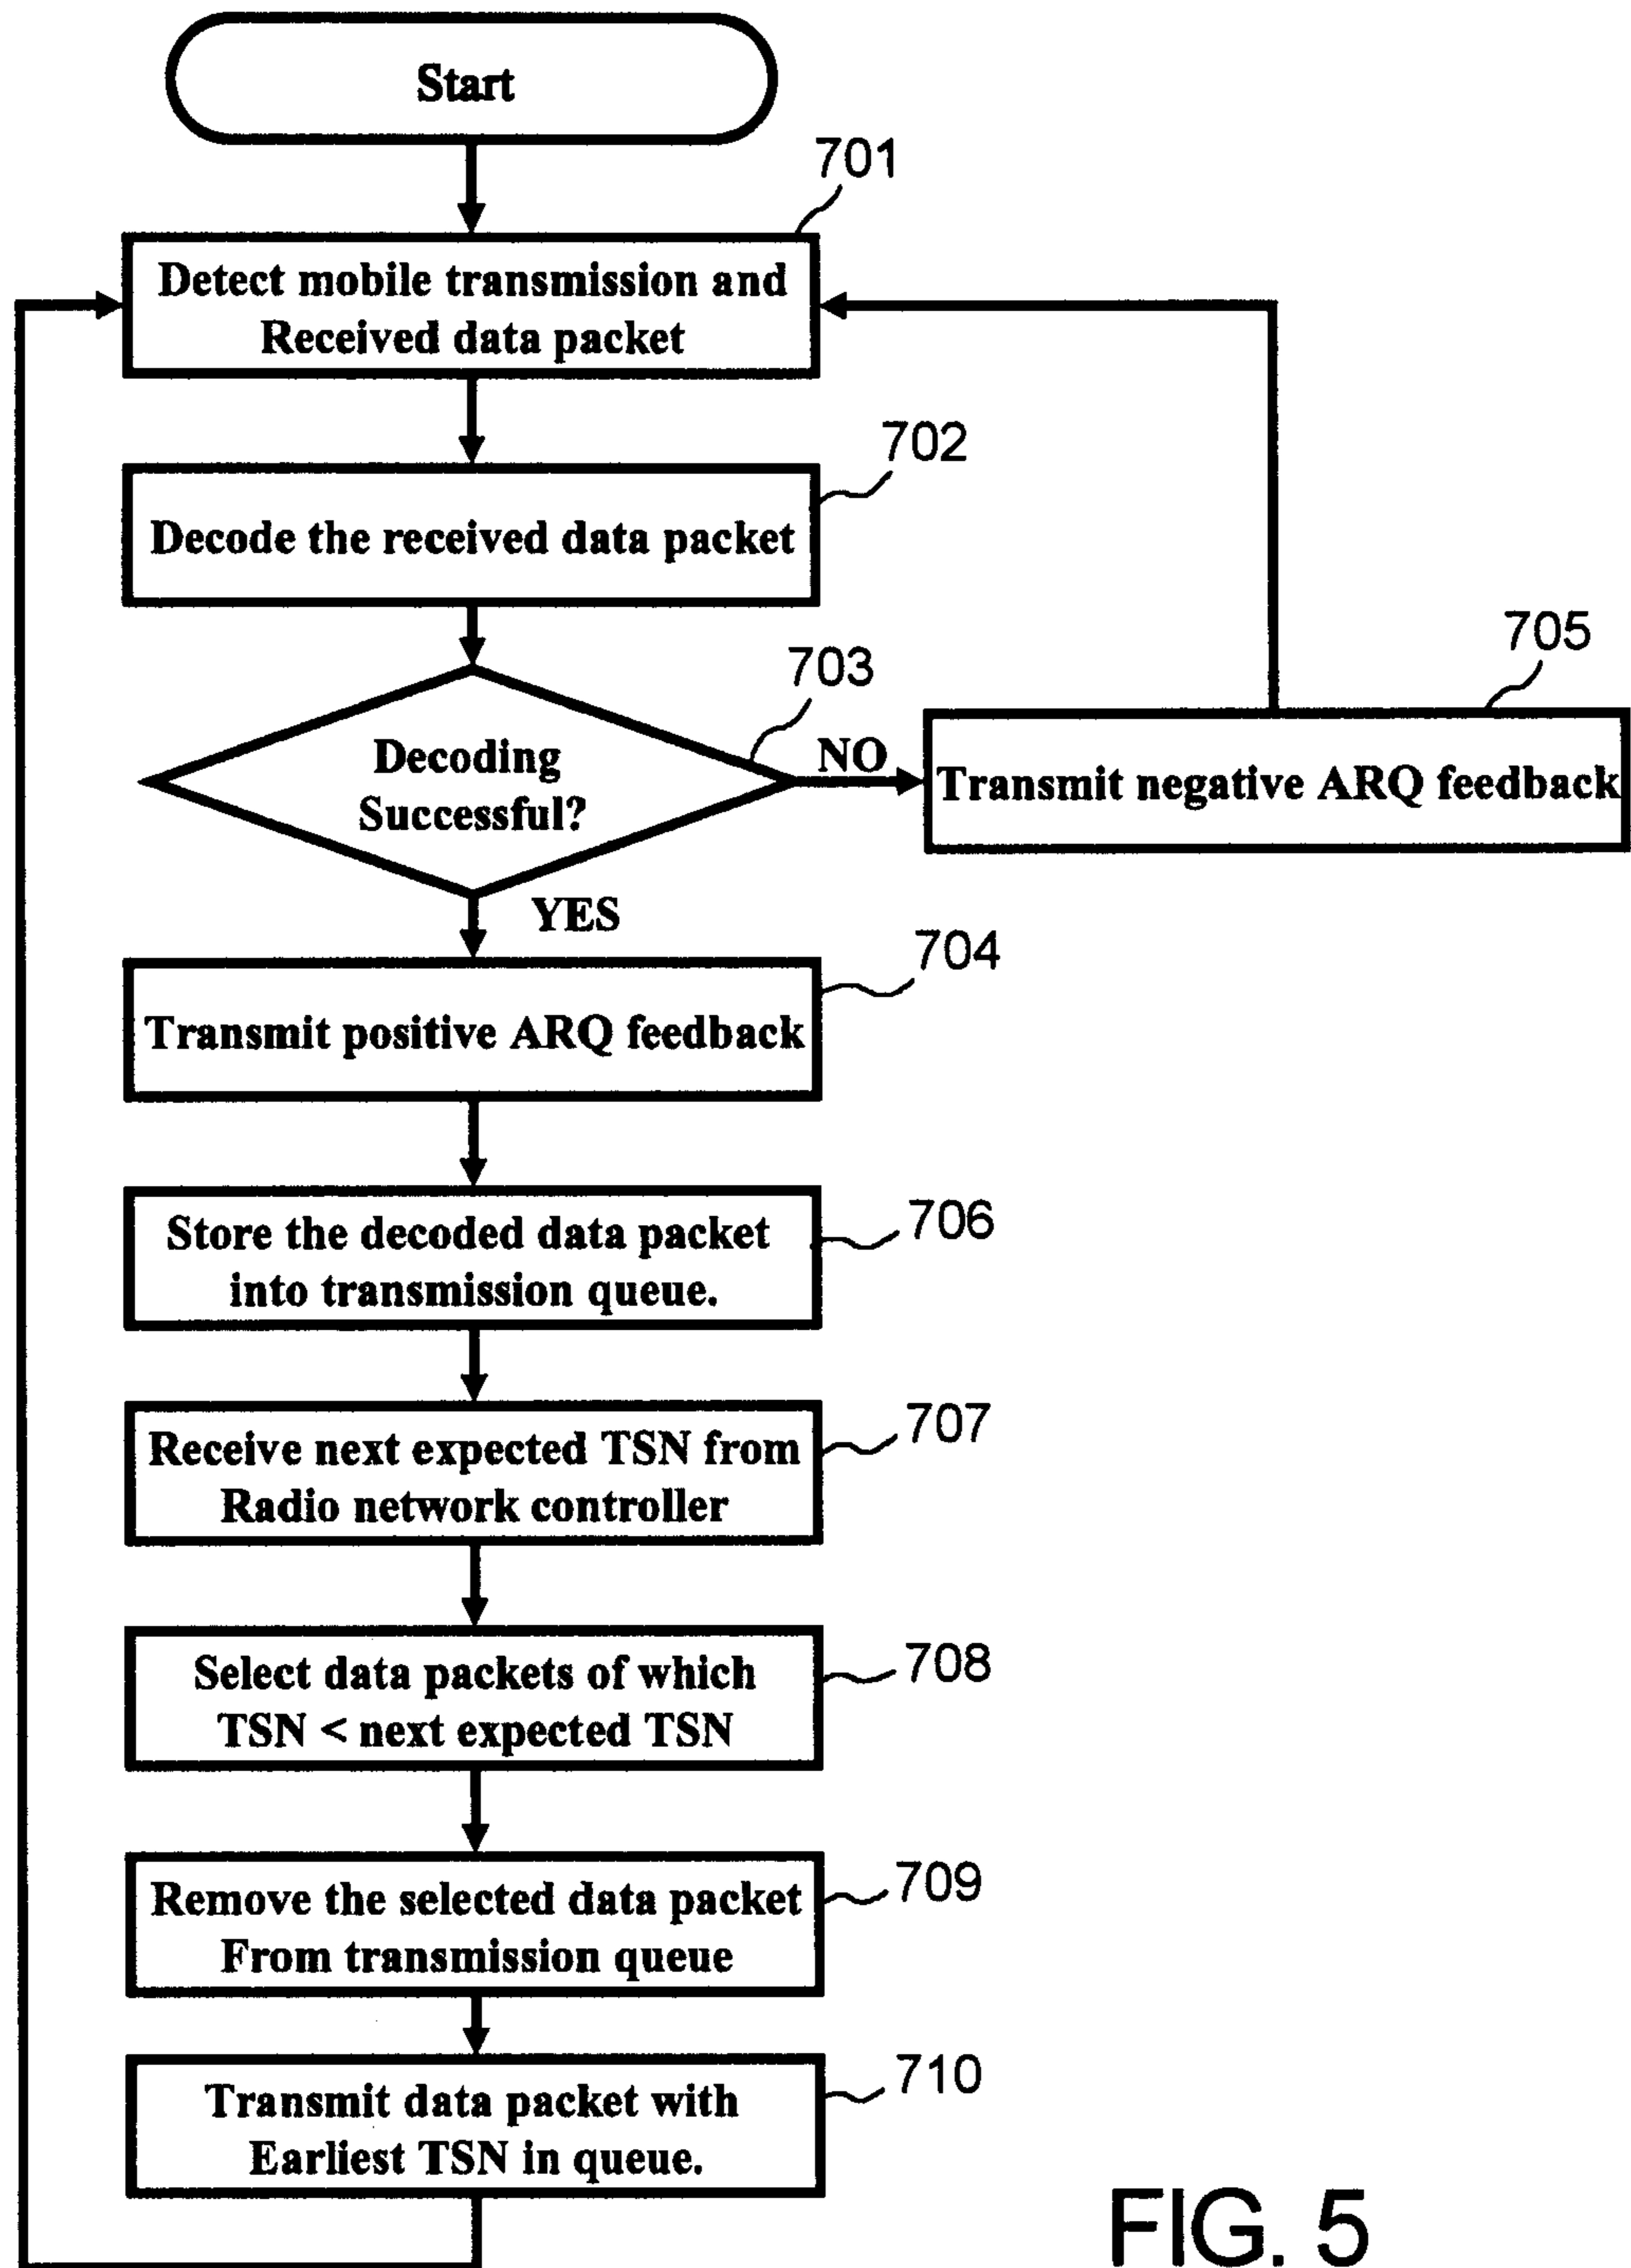 Start
701
Detect mobile transmission and
Received data packet
702
Decode the received data packet
703
Decoding
Successful?
NO
705
Transmit negative ARQ feedback
YES
704
Transmit positive ARQ feedback
706
Store the decoded data packet
into transmission queue.
707
Receive next expected TSN from
Radio network controller
708
Select data packets of which
TSN < next expected TSN
709
Remove the selected data packet
From transmission queue
710
Transmit data packet with
Earliest TSN in queue.
FIG. 5